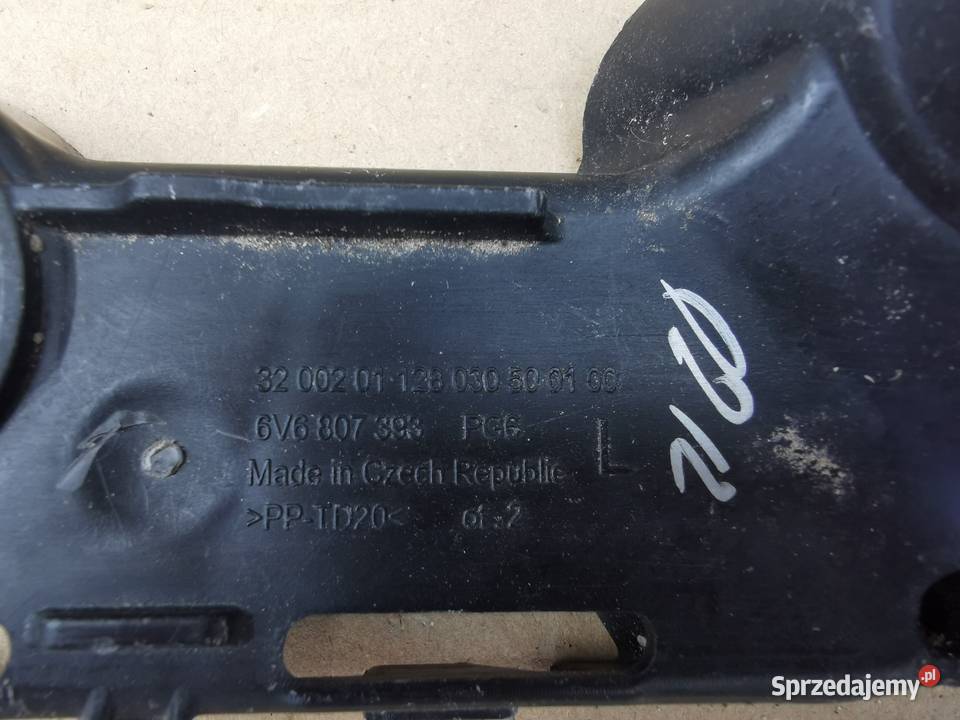 32 002 01 128 030 50 01 00
6V6 807 393 PGC
L
Made in Czech Republic
>PP-TD20<
Sprzedajemy.pl